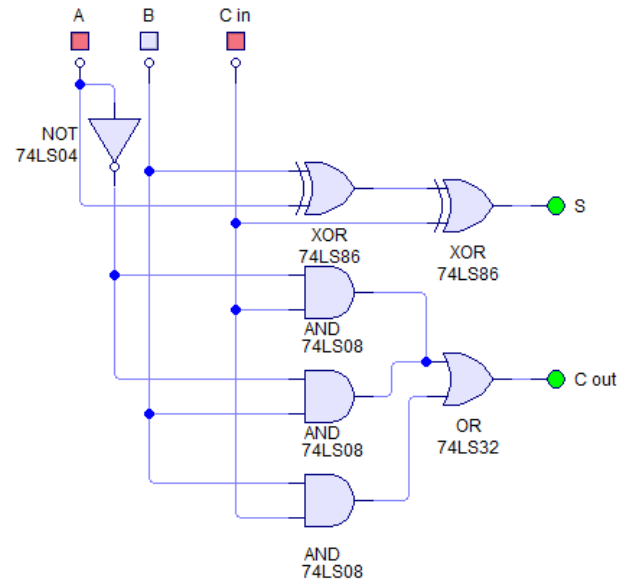 A
B
C in
NOT
74LS04
XOR
74LS86
XOR
74LS86
S
AND
74LS08
AND
74LS08
OR
74LS32
C out
AND
74LS08